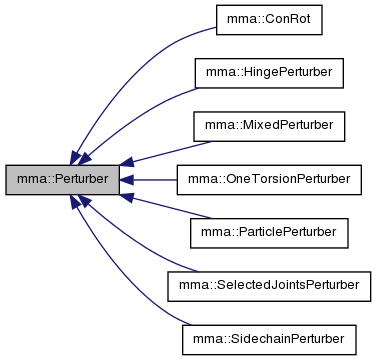 mma::ConRot
mma::HingePerturber
mma::MixedPerturber
mma::Perturber
mma::OneTorsionPerturber
mma::ParticlePerturber
mma::SelectedJointsPerturber
mma::SidechainPerturber